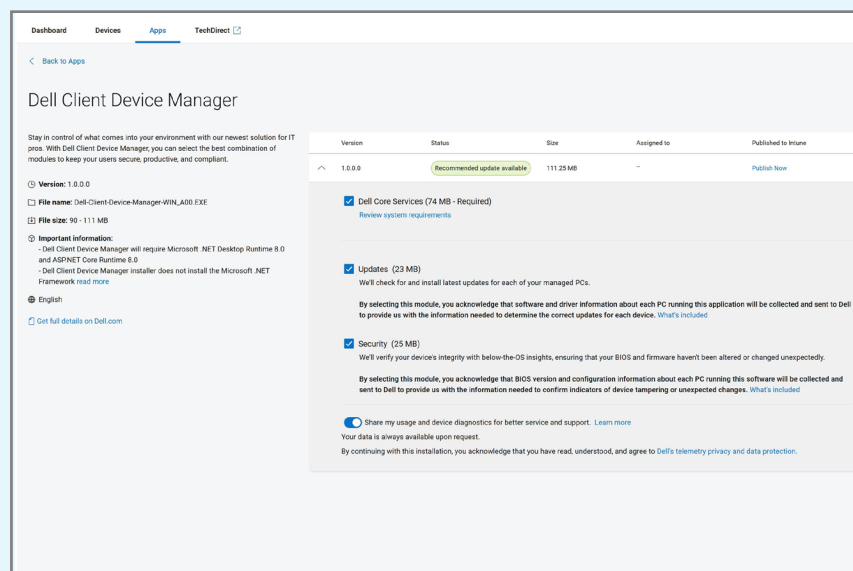 Dashboard Devices Apps TechDirect
Back to Apps
Dell Client Device Manager
Stay in control of what comes into your environment with our newest solution for IT
pros. With Dell Client Device Manager, you can select the best combination of
modules to keep your users secure, productive, and compliant.
Version: 1.0.0.0
File name: Dell-Client-Device-Manager-WIN_A00.EXE
File size: 90 - 111 MB
Important information:
- Dell Client Device Manager will require Microsoft .NET Desktop Runtime 8.0
and ASP.NET Core Runtime 8.0
- Dell Client Device Manager installer does not install the Microsoft .NET
Framework read more
English
Get full details on Dell.com
Version Status Size Assigned to Published to Intune
1.0.0.0 Recommended update available 111.25 MB – Publish Now
Dell Core Services (74 MB - Required)
Review system requirements
Updates (23 MB)
We'll check for and install latest updates for each of your managed PCs.
By selecting this module, you acknowledge that software and driver information about each PC running this application will be collected and sent to Dell
to provide us with the information needed to determine the correct updates for each device. What's included
Security (25 MB)
We'll verify your device's integrity with below-the-OS insights, ensuring that your BIOS and firmware haven't been altered or changed unexpectedly.
By selecting this module, you acknowledge that BIOS version and configuration information about each PC running this software will be collected and
sent to Dell to provide us with the information needed to confirm indicators of device tampering or unexpected changes. What's included
Share my usage and device diagnostics for better service and support. Learn more
Your data is always available upon request.
By continuing with this installation, you acknowledge that you have read, understood, and agree to Dell's telemetry privacy and data protection.